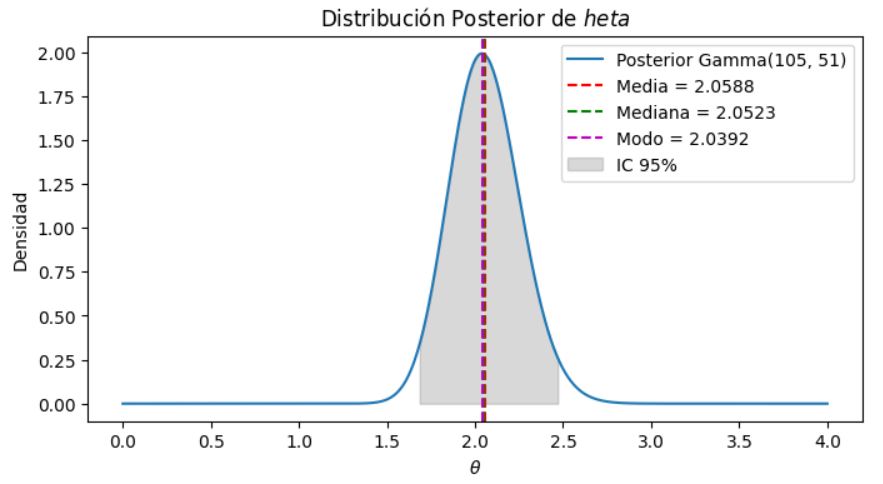 Distribución Posterior de heta
2.00
1.75
1.50
1.25
1.00
0.75
0.50
0.25
0.00
Densidad
Posterior Gamma(105, 51)
Media = 2.0588
Mediana = 2.0523
Modo = 2.0392
IC 95%
0.0 0.5 1.0 1.5 2.0 2.5 3.0 3.5 4.0
θ